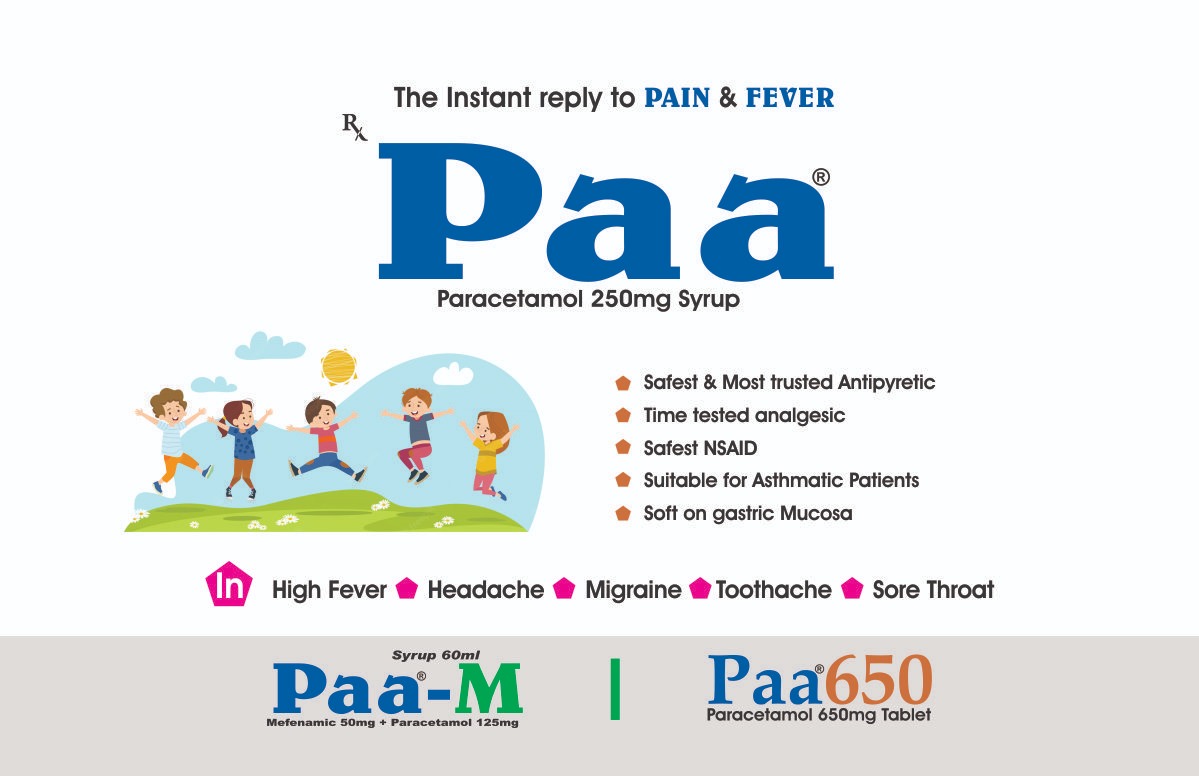 The Instant reply to PAIN & FEVER
Rx
Paa®
Paracetamol 250mg Syrup
Safest & Most trusted Antipyretic
Time tested analgesic
Safest NSAID
Suitable for Asthmatic Patients
Soft on gastric Mucosa
In High Fever Headache Migraine Toothache Sore Throat
Syrup 60ml
Paa®-M
Mefenamic 50mg + Paracetamol 125mg
Paa®650
Paracetamol 650mg Tablet